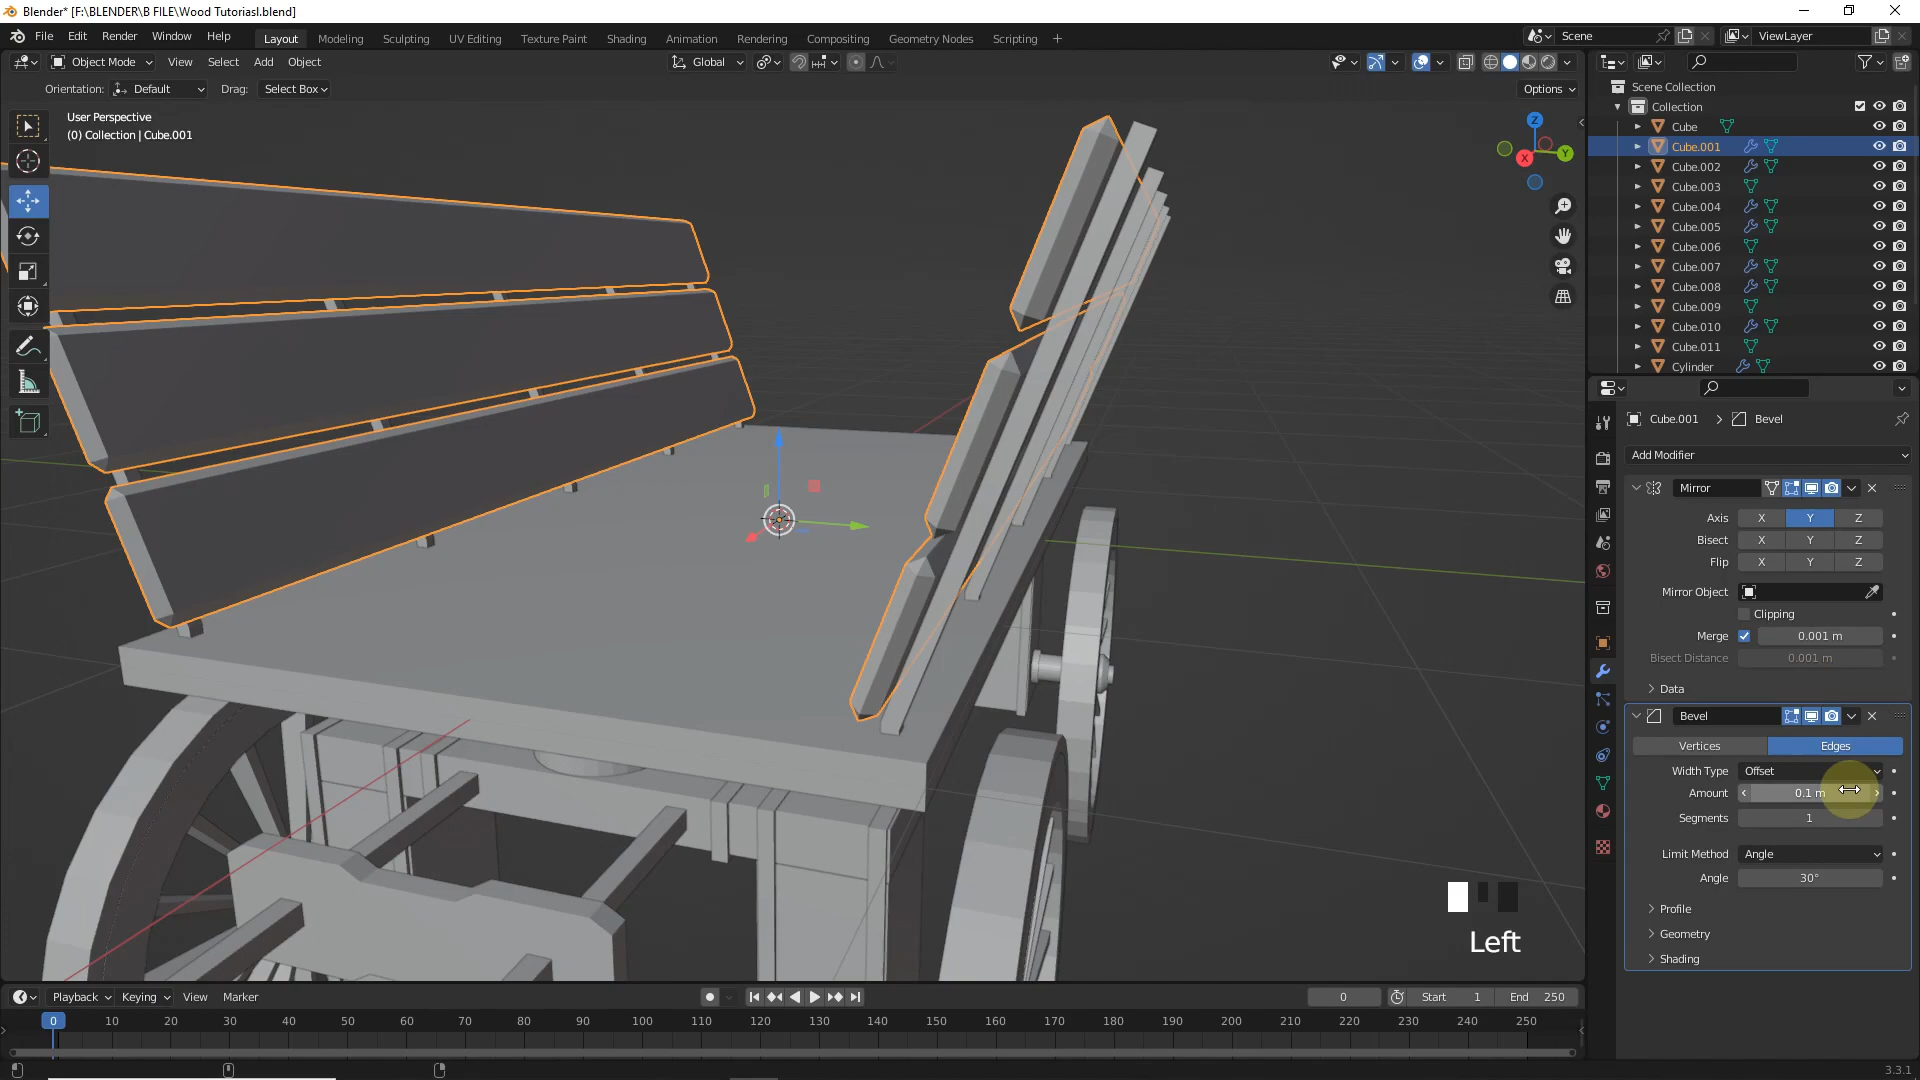 Blender* [F:\BLENDER\B FILE\Wood Tutoriasl.blend]
File Edit Render Window Help Layout Modeling Sculpting UV Editing Texture Paint Shading Animation Rendering Compositing Geometry Nodes Scripting + Scene ViewLayer
Object Mode View Select Add Object Global
Orientation: Default Drag: Select Box Options
User Perspective
(0) Collection | Cube.001
Z
Y
X
Scene Collection
Collection
Cube
Cube.001
Cube.002
Cube.003
Cube.004
Cube.005
Cube.006
Cube.007
Cube.008
Cube.009
Cube.010
Cube.011
Cylinder
Cube.001 > Bevel
Add Modifier
Mirror
Axis X Y Z
Bisect X Y Z
Flip X Y Z
Mirror Object
Clipping
Merge 0.001 m
Bisect Distance 0.001 m
Data
Bevel
Vertices Edges
Width Type Offset
Amount 0.1 m
Segments 1
Limit Method Angle
Angle 30°
Profile
Geometry
Shading
Left
Playback Keying View Marker 0 Start 1 End 250
0 10 20 30 40 50 60 70 80 90 100 110 120 130 140 150 160 170 180 190 200 210 220 230 240 250
3.3.1